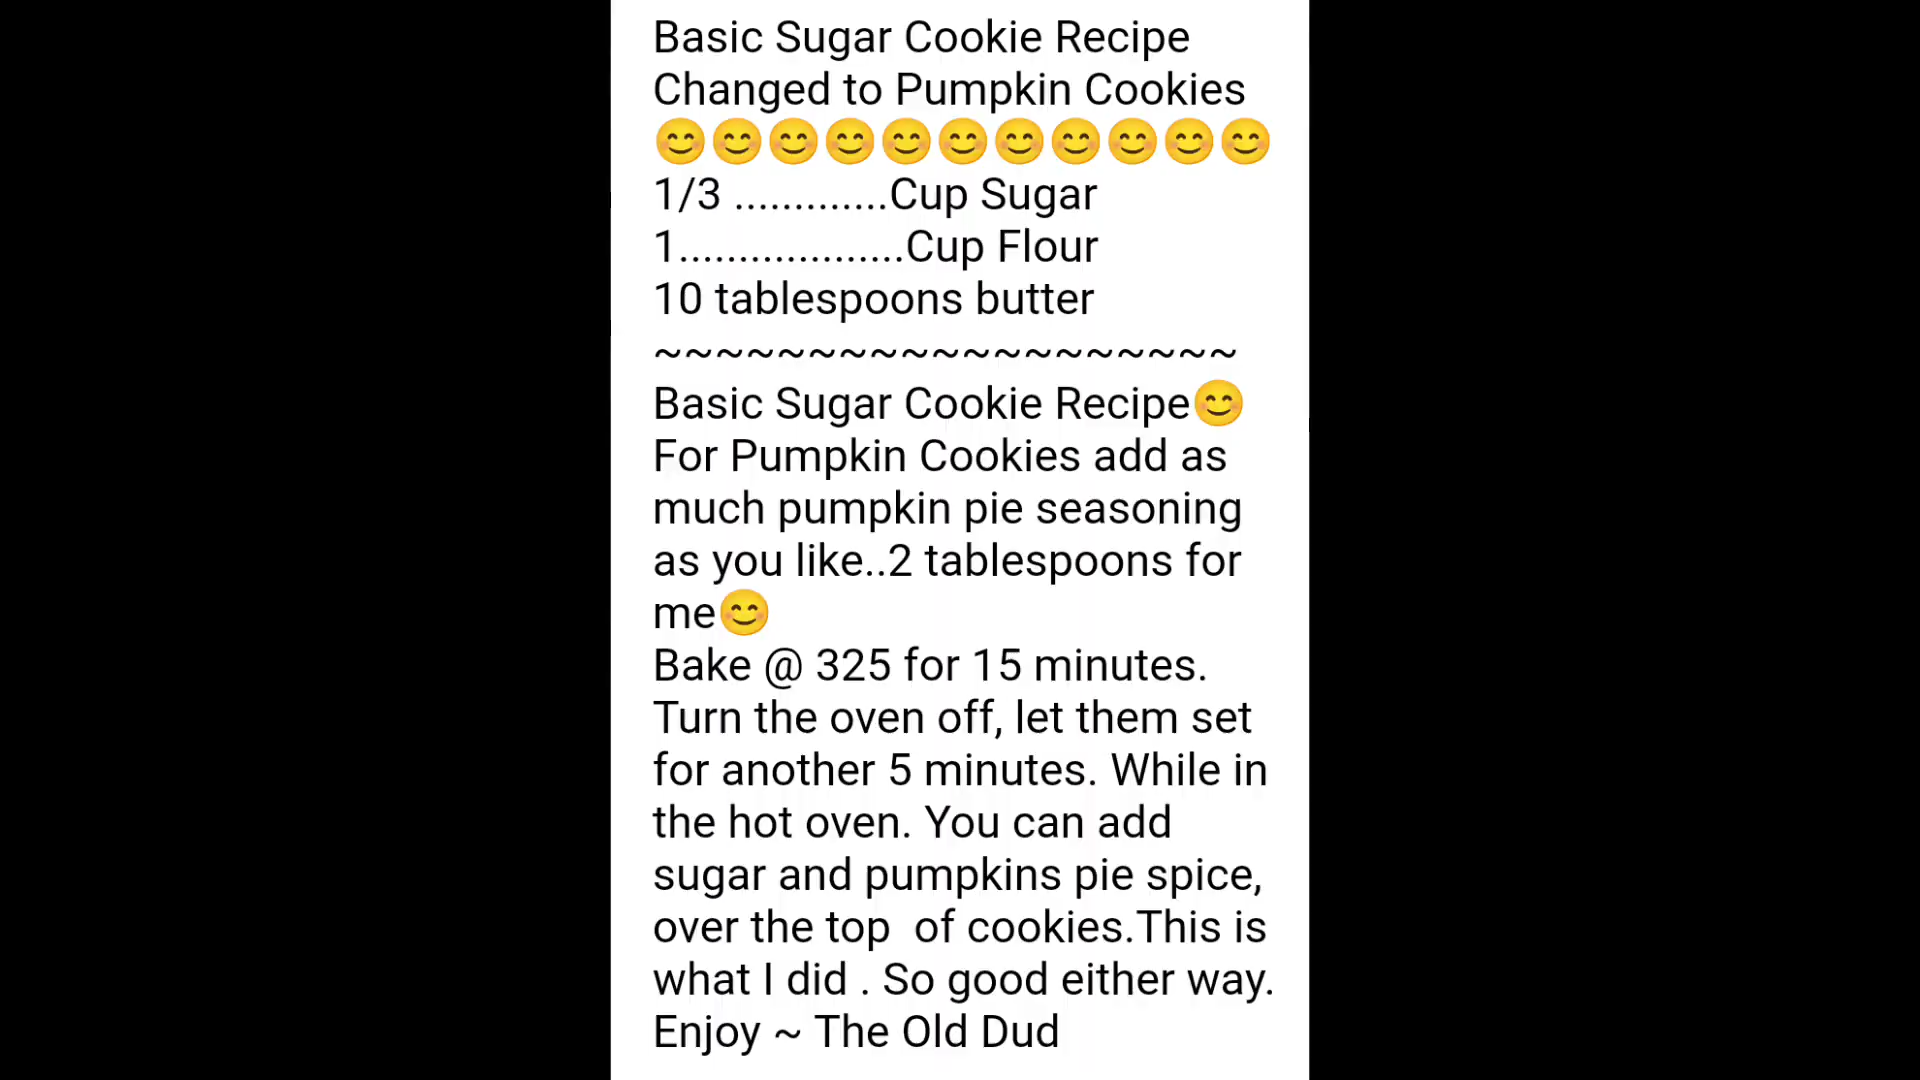 Basic Sugar Cookie Recipe
Changed to Pumpkin Cookies
😊😊😊😊😊😊😊😊😊😊😊
1/3 .............Cup Sugar
1...................Cup Flour
10 tablespoons butter
~~~~~~~~~~~~~~~~~~~
Basic Sugar Cookie Recipe😊
For Pumpkin Cookies add as
much pumpkin pie seasoning
as you like..2 tablespoons for
me😊
Bake @ 325 for 15 minutes.
Turn the oven off, let them set
for another 5 minutes. While in
the hot oven. You can add
sugar and pumpkins pie spice,
over the top  of cookies.This is
what I did . So good either way.
Enjoy ~ The Old Dud